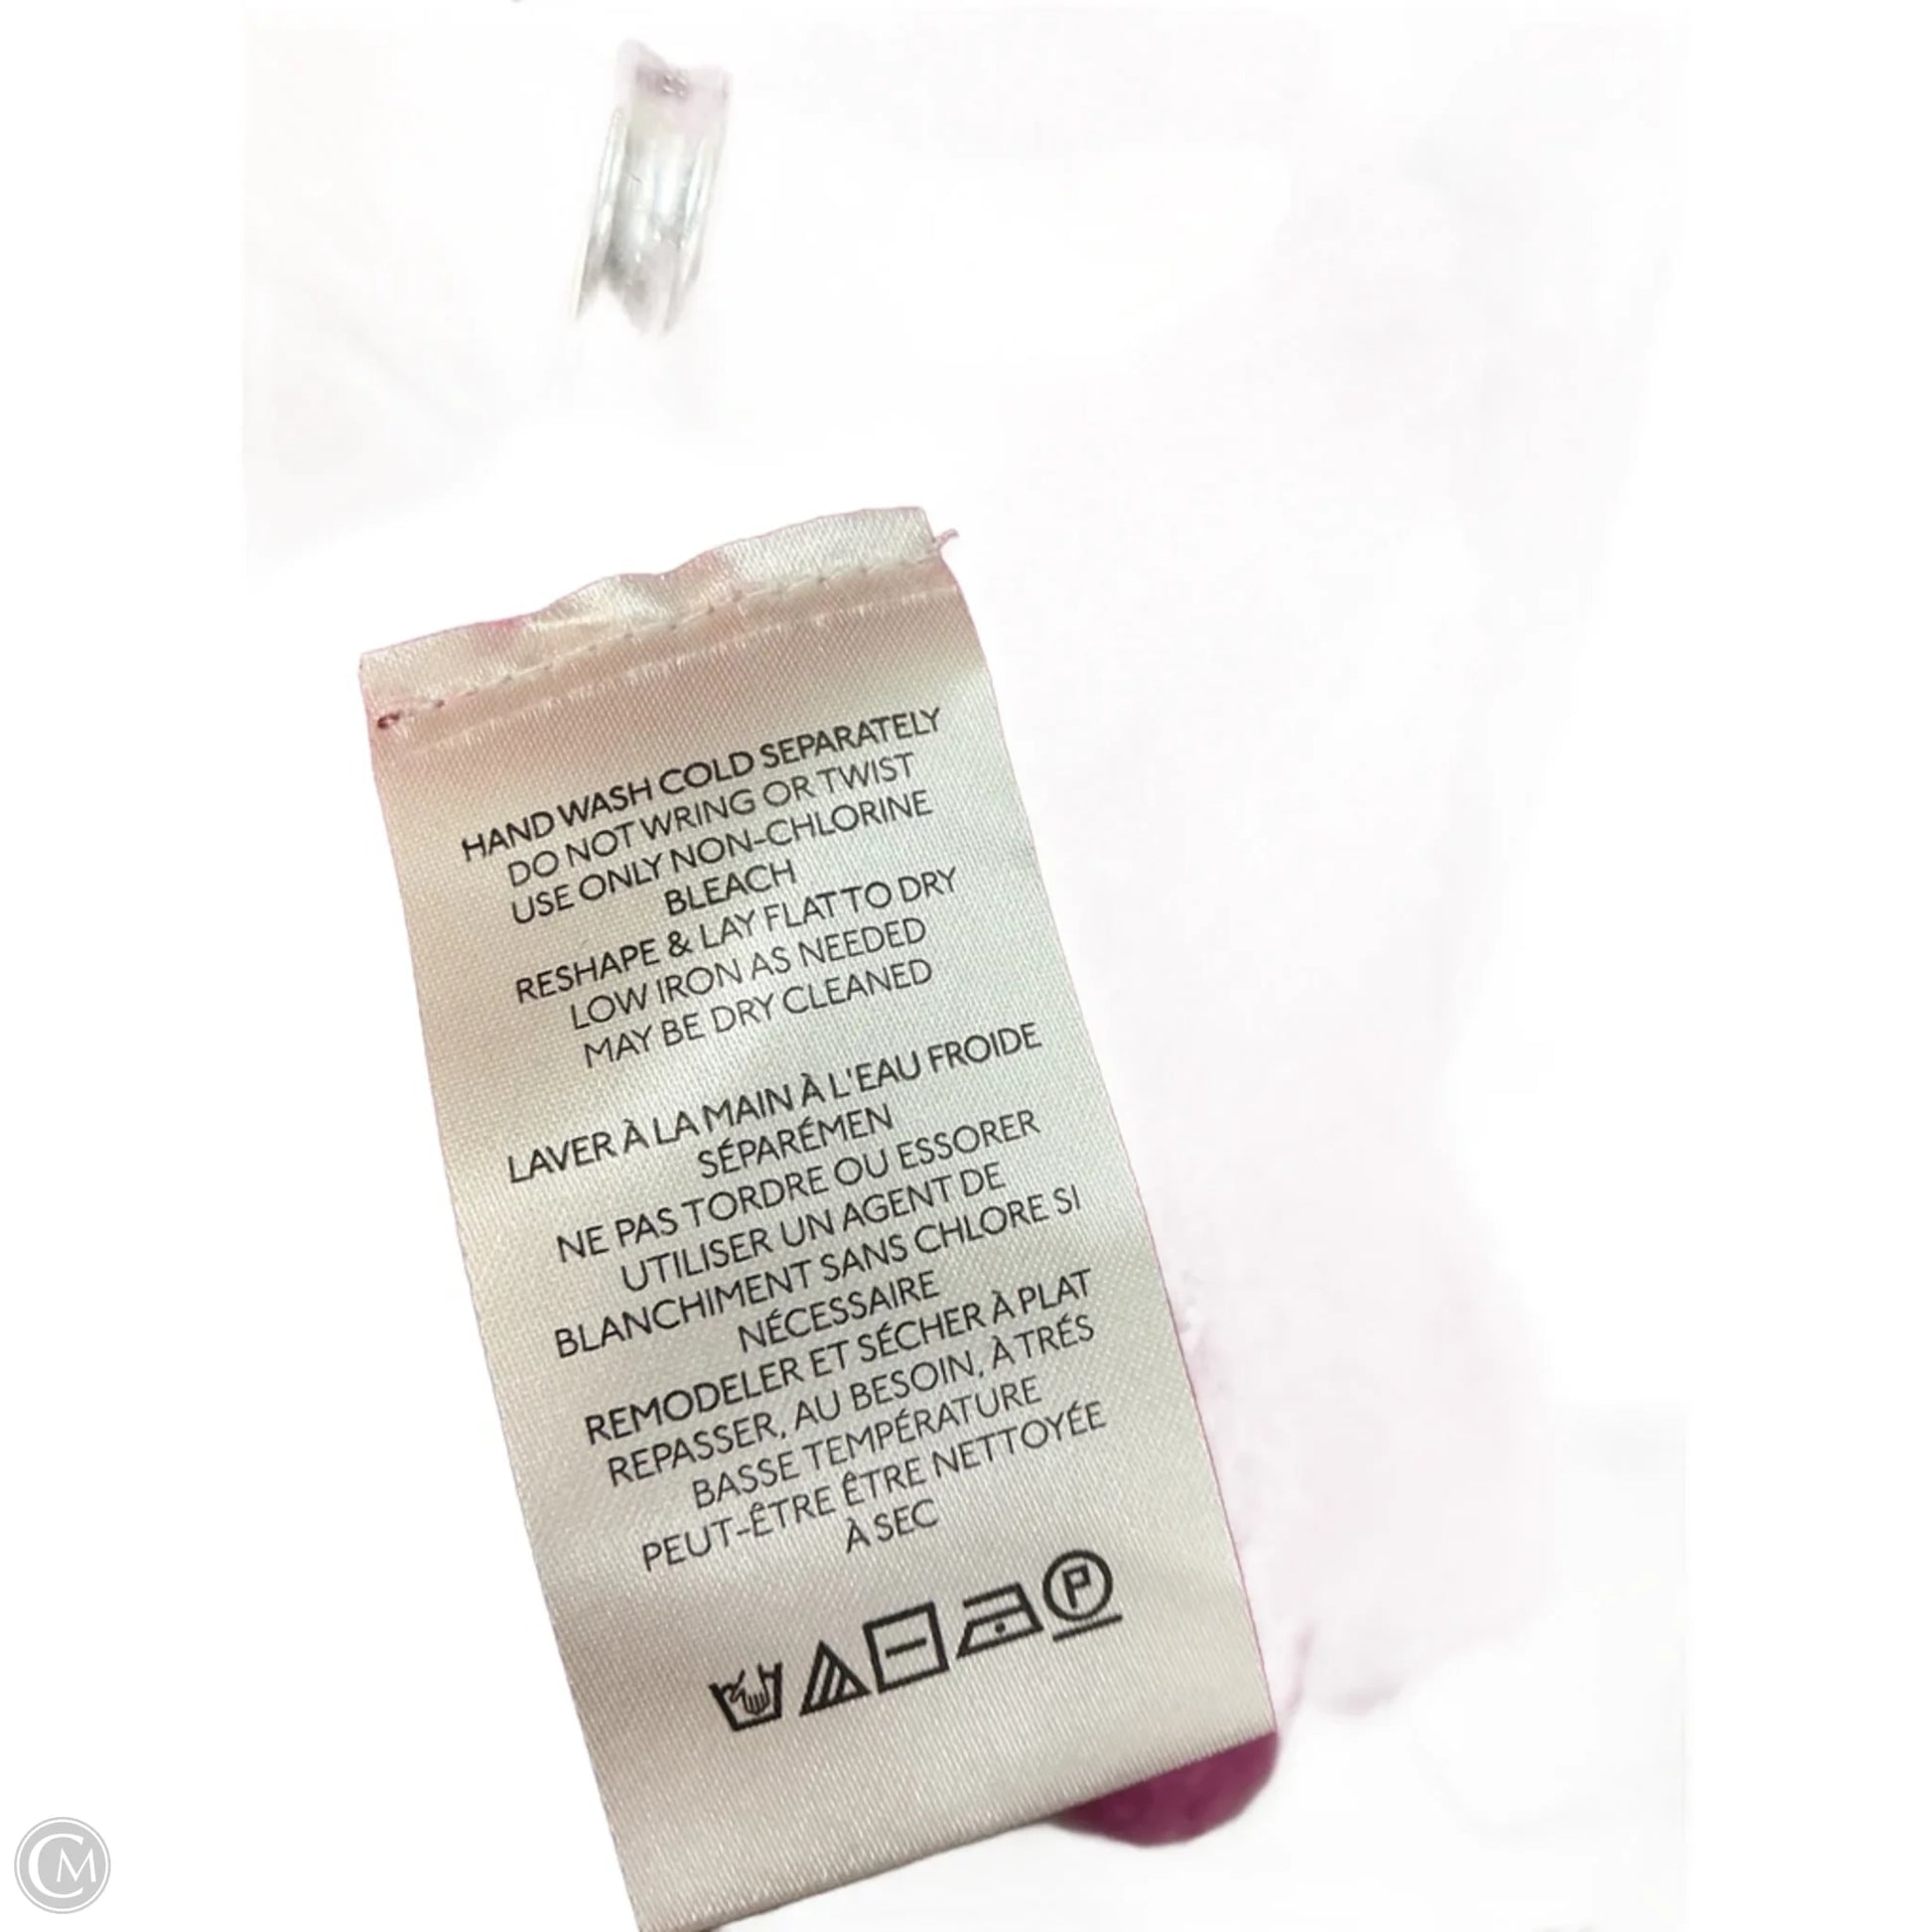 HAND WASH COLD SEPARATELY
DO NOT WRING OR TWIST
USE ONLY NON-CHLORINE
BLEACH
RESHAPE & LAY FLAT TO DRY
LOW IRON AS NEEDED
MAY BE DRY CLEANED
LAVER À LA MAIN À L'EAU FROIDE
SÉPARÉMEN
NE PAS TORDRE OU ESSORER
UTILISER UN AGENT DE
BLANCHIMENT SANS CHLORE SI
NÉCESSAIRE
REMODELER ET SÉCHER À PLAT
REPASSER, AU BESOIN, À TRÉS
BASSE TEMPÉRATURE
PEUT-ÊTRE ÊTRE NETTOYÉE
À SEC
P
CM